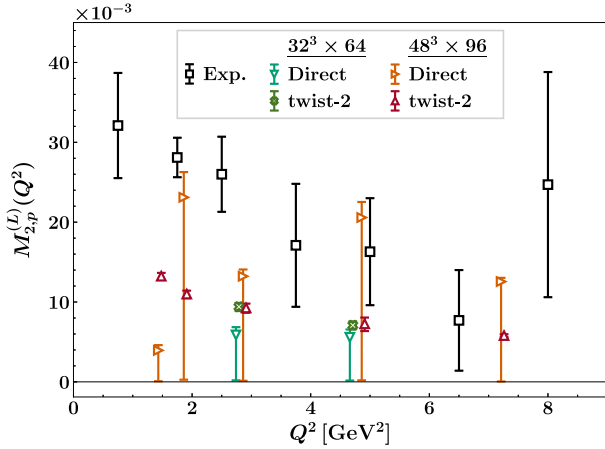 ×10⁻³
32³ × 64 48³ × 96
Exp. Direct Direct
twist-2 twist-2
M₂,ₚ⁽ᴸ⁾(Q²)
40
30
20
10
0
0 2 4 6 8
Q² [GeV²]